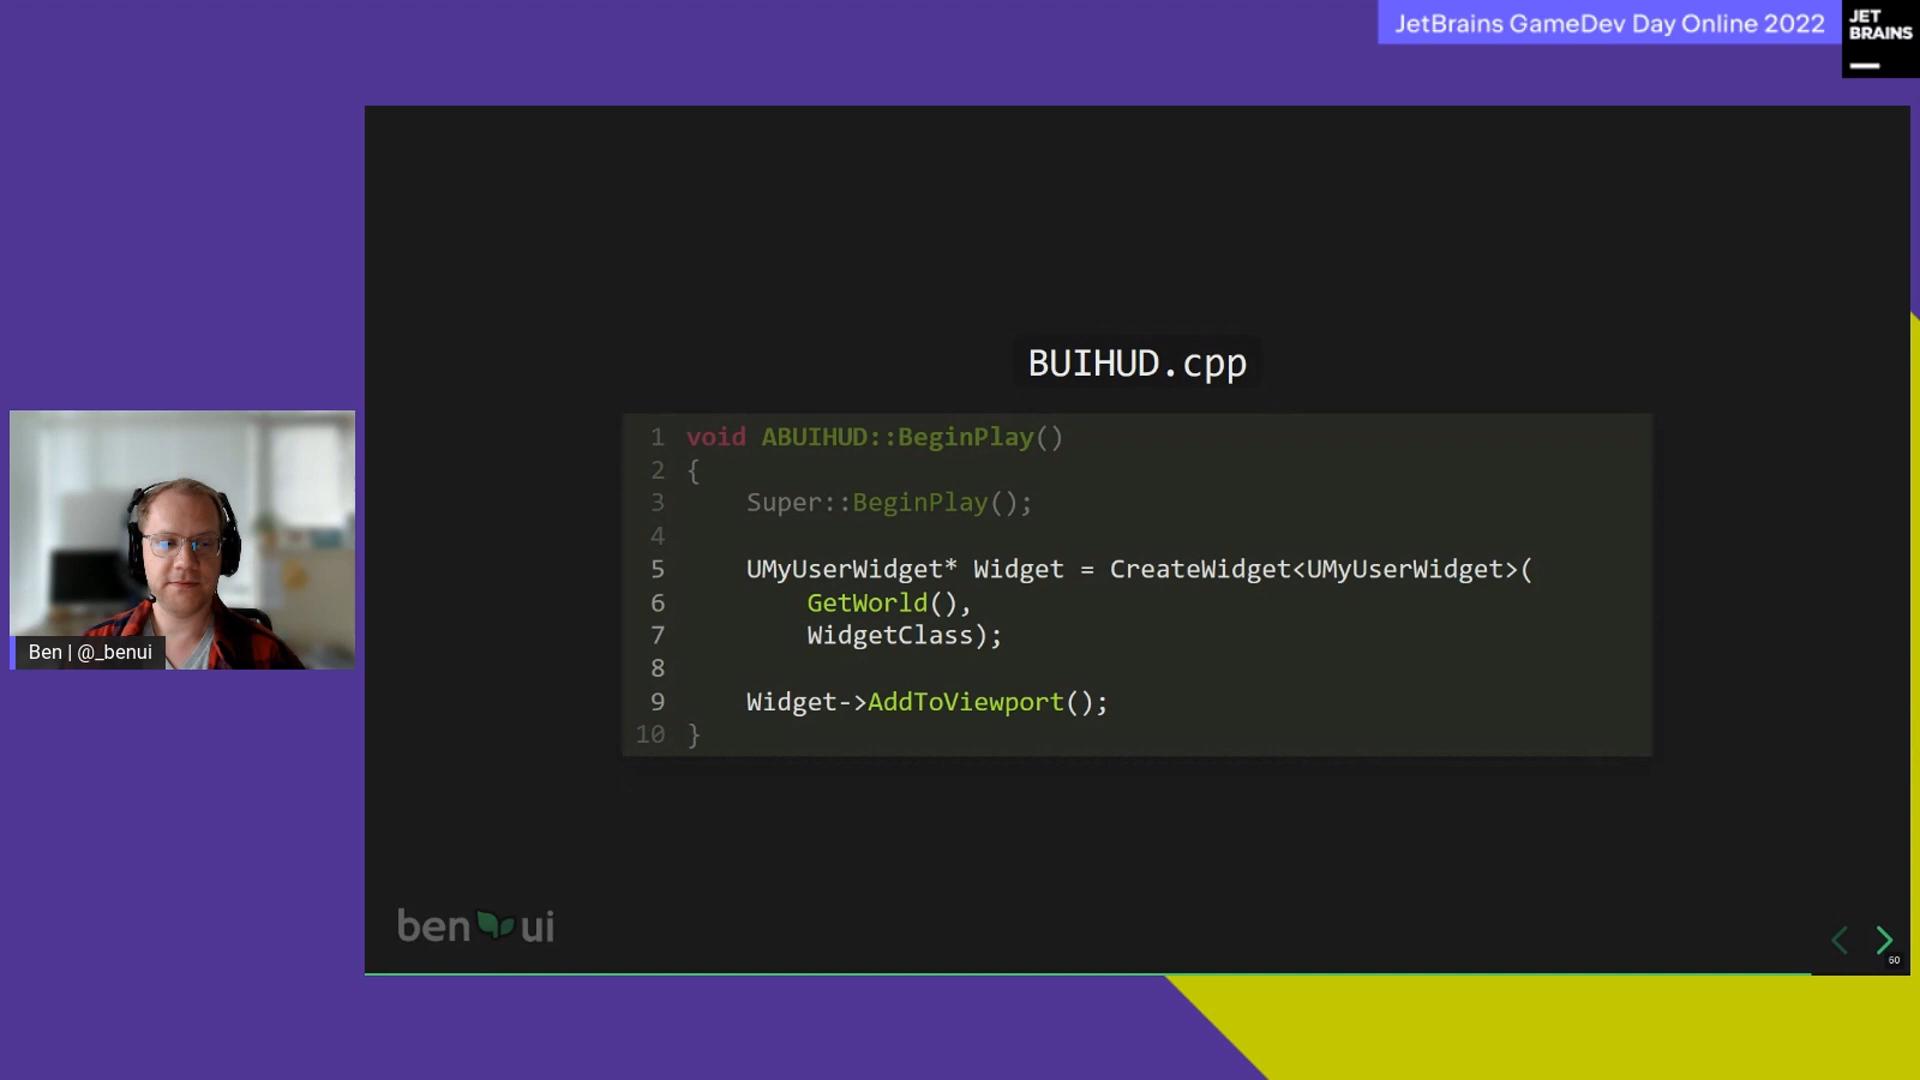 JetBrains GameDev Day Online 2022
JET
BRAINS
BUIHUD.cpp
1 void ABUIHUD::BeginPlay()
2 {
3     Super::BeginPlay();
4
5     UMyUserWidget* Widget = CreateWidget<UMyUserWidget>(
6         GetWorld(),
7         WidgetClass);
8
9     Widget->AddToViewport();
10 }
Ben | @_benui
ben ui
60